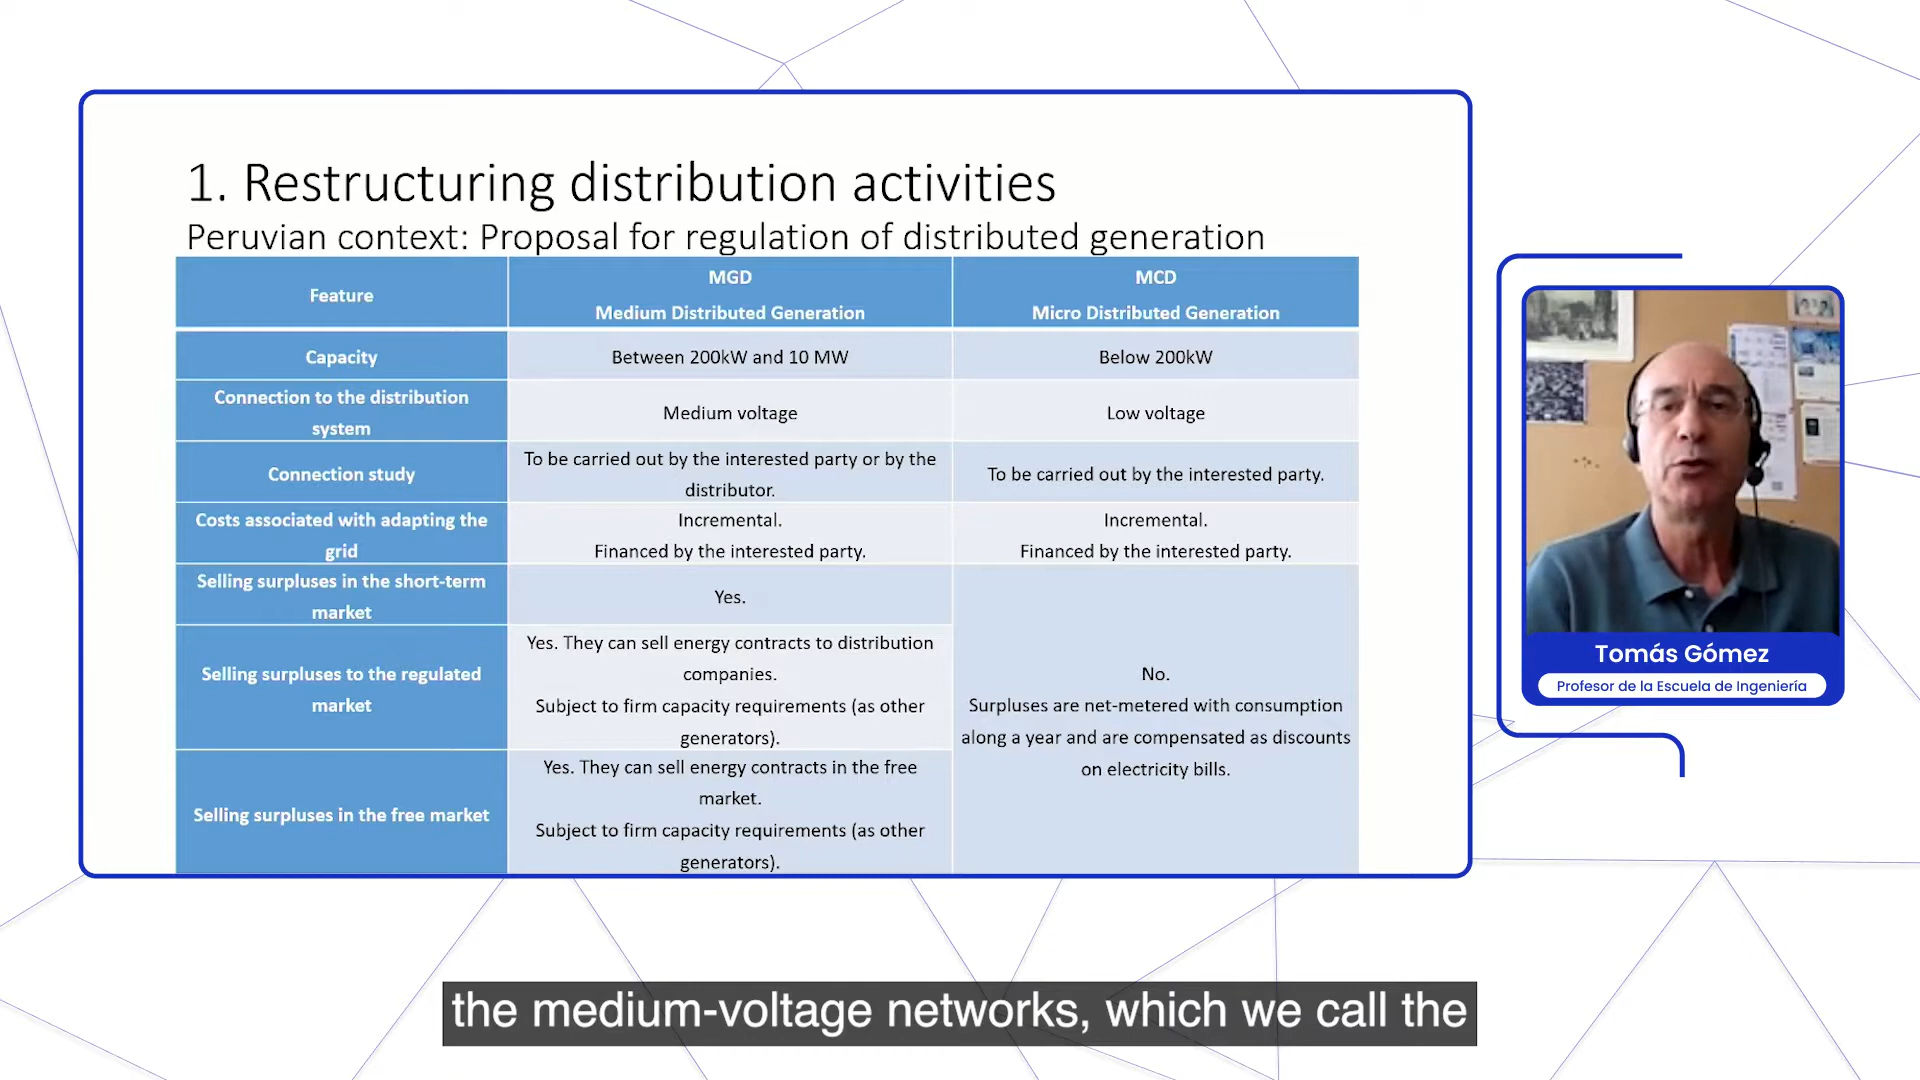 1. Restructuring distribution activities
Peruvian context: Proposal for regulation of distributed generation
Feature
MGD
Medium Distributed Generation
MCD
Micro Distributed Generation
Capacity
Between 200kW and 10 MW
Below 200kW
Connection to the distribution
system
Medium voltage
Low voltage
Connection study
To be carried out by the interested party or by the
distributor.
To be carried out by the interested party.
Costs associated with adapting the
grid
Incremental.
Financed by the interested party.
Incremental.
Financed by the interested party.
Selling surpluses in the short-term
market
Yes.
Selling surpluses to the regulated
market
Yes. They can sell energy contracts to distribution
companies.
Subject to firm capacity requirements (as other
generators).
No.
Surpluses are net-metered with consumption
along a year and are compensated as discounts
on electricity bills.
Selling surpluses in the free market
Yes. They can sell energy contracts in the free
market.
Subject to firm capacity requirements (as other
generators).
Tomás Gómez
Profesor de la Escuela de Ingeniería
the medium-voltage networks, which we call the